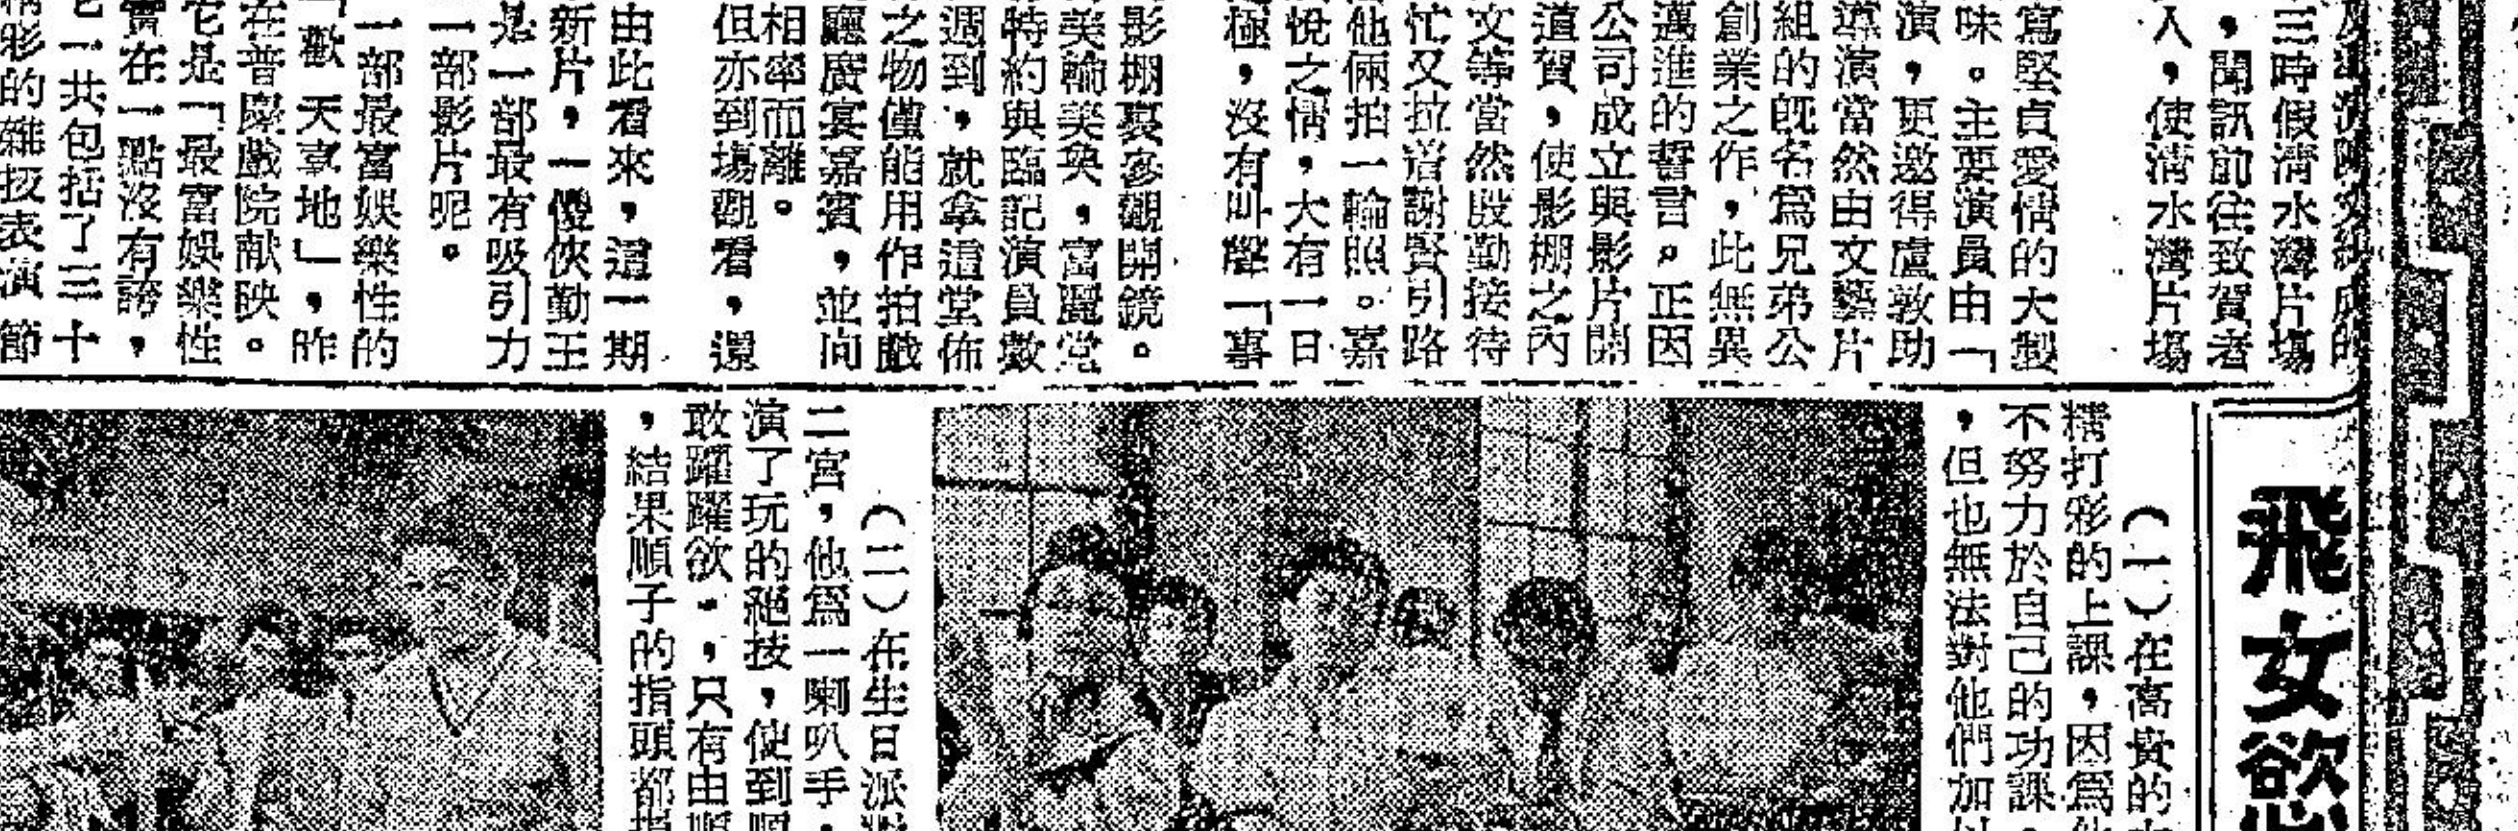 三時假清水灣片塲
，聞訊前往致賀者
入，使清水灣片塲
寫堅貞愛情的大製
味。主要演員由「
演，更邀得盧敦助
導演當然由文藝片
組的旣名爲兄弟公
創業之作，此無異
邁進的誓言。正因
公司成立與影片開
道賀，使影棚之內
文等當然殷勤接待
忙又拉着謝賢引路
他倆拍一輪照。嘉
悅之情，大有一日
極，沒有叫聲「事
影棚裏參觀開鏡。
美輪美奐，富麗堂
特約與臨記演員數
週到，就拿這堂佈
之物僅能用作拍戲
廳廣宴嘉賓，並向
相率而離。
但亦到塲觀看，還
由此看來，這一期
新片，一儍俠勤王
是一部最有吸引力
一部影片呢。
一部最富娛樂性的
歡天喜地」，昨
在普慶戲院献映。
它是「最富娛樂性
實在一點沒有誇，
一共包括了三十
彩的雜扱表演節
飛女慾
（一）在高貴的
精打彩的上課，因爲
不努力於自己的功課
，但也無法對他們加
（二）在生日派
二宮，他爲一喇叭手，
演了玩的絕技，使到
敢躍躍欲，只有由
，結果順子的指頭都